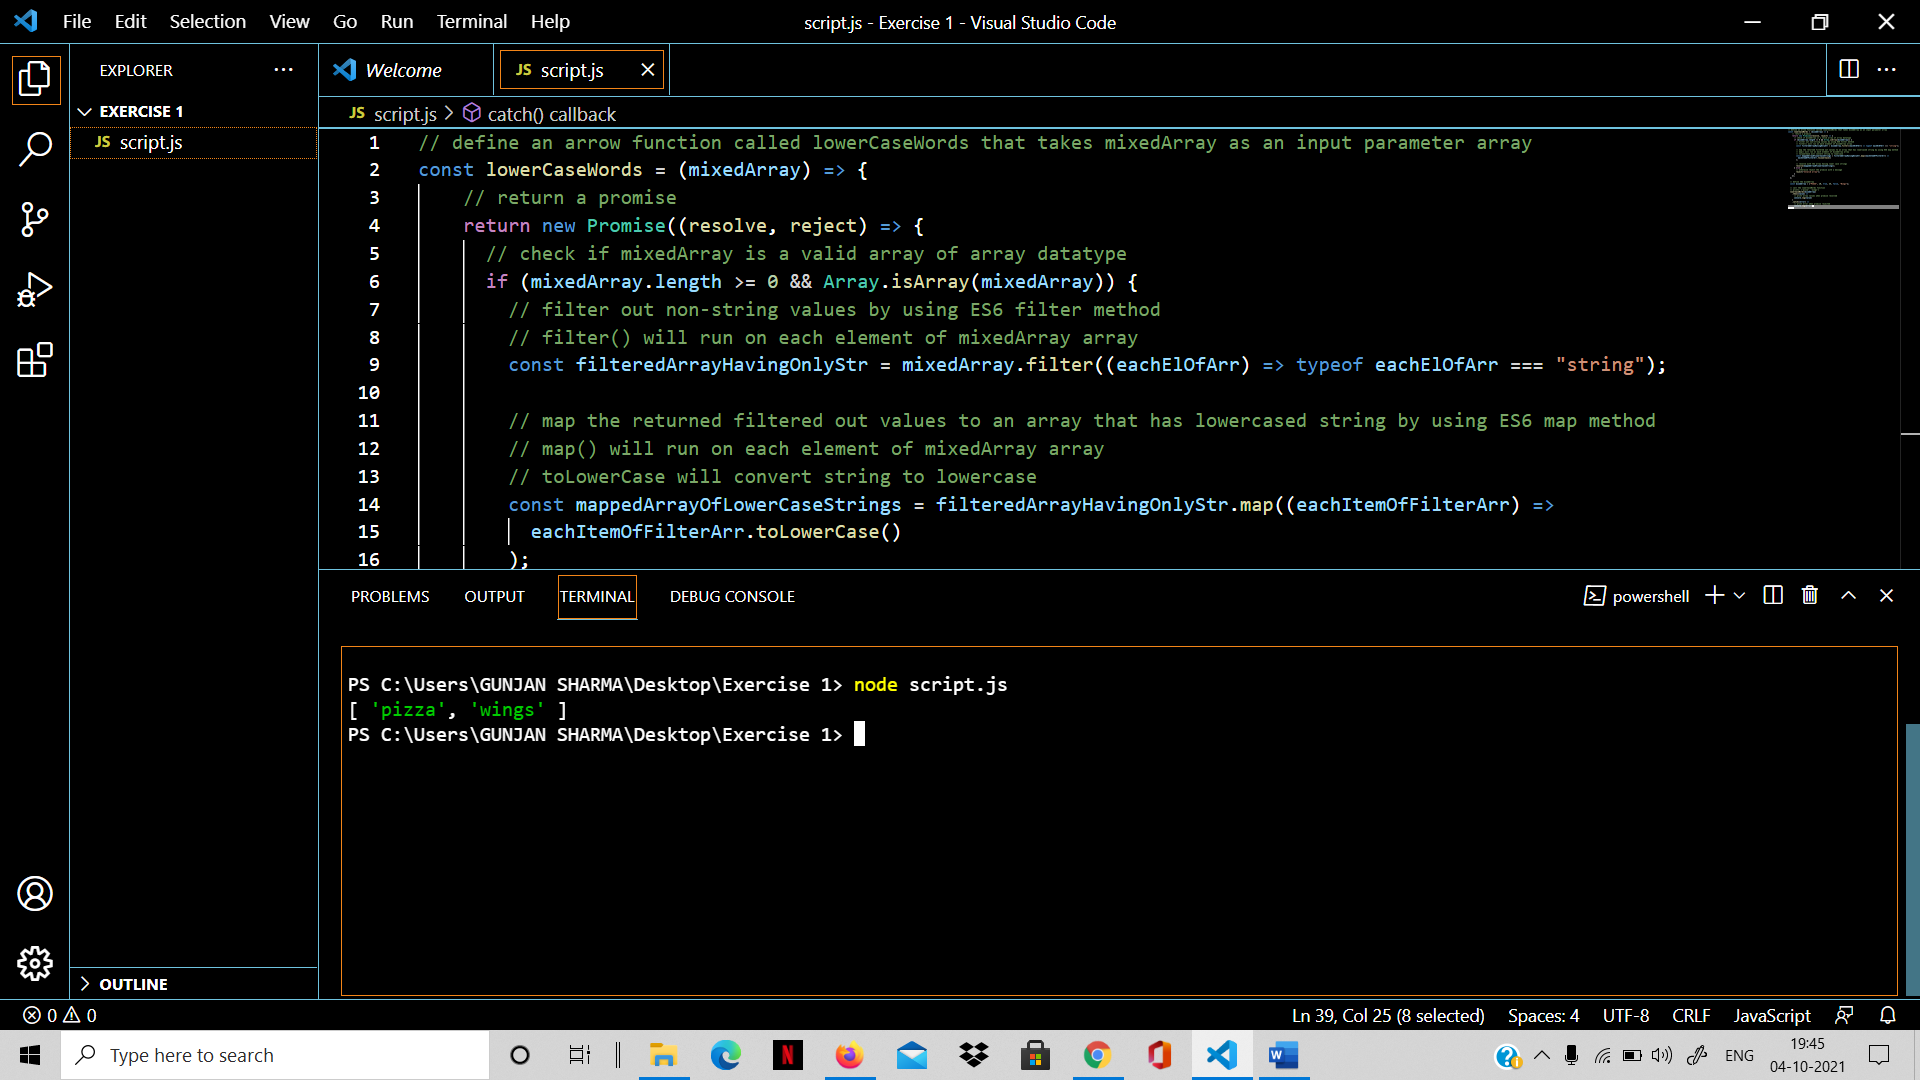 File Edit Selection View Go Run Terminal Help script.js - Exercise 1 - Visual Studio Code
EXPLORER
Welcome
JS script.js
EXERCISE 1
JS script.js
JS script.js > catch() callback
1 // define an arrow function called lowerCaseWords that takes mixedArray as an input parameter array
2 const lowerCaseWords = (mixedArray) => {
3 // return a promise
4 return new Promise((resolve, reject) => {
5 // check if mixedArray is a valid array of array datatype
6 if (mixedArray.length >= 0 && Array.isArray(mixedArray)) {
7 // filter out non-string values by using ES6 filter method
8 // filter() will run on each element of mixedArray array
9 const filteredArrayHavingOnlyStr = mixedArray.filter((eachElOfArr) => typeof eachElOfArr === "string");
10
11 // map the returned filtered out values to an array that has lowercased string by using ES6 map method
12 // map() will run on each element of mixedArray array
13 // toLowerCase will convert string to lowercase
14 const mappedArrayOfLowerCaseStrings = filteredArrayHavingOnlyStr.map((eachItemOfFilterArr) =>
15 eachItemOfFilterArr.toLowerCase()
16 );
PROBLEMS OUTPUT TERMINAL DEBUG CONSOLE powershell
PS C:\Users\GUNJAN SHARMA\Desktop\Exercise 1> node script.js
[ 'pizza', 'wings' ]
PS C:\Users\GUNJAN SHARMA\Desktop\Exercise 1>
OUTLINE
0 0 Ln 39, Col 25 (8 selected) Spaces: 4 UTF-8 CRLF JavaScript
Type here to search
ENG
19:45
04-10-2021